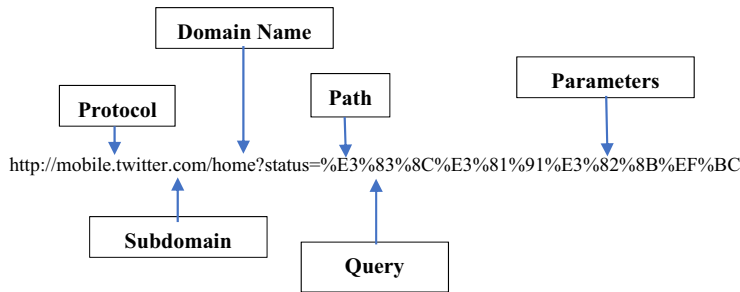 Domain Name
Protocol
Path
Parameters
http://mobile.twitter.com/home?status=%E3%83%8C%E3%81%91%E3%82%8B%EF%BC
Subdomain
Query